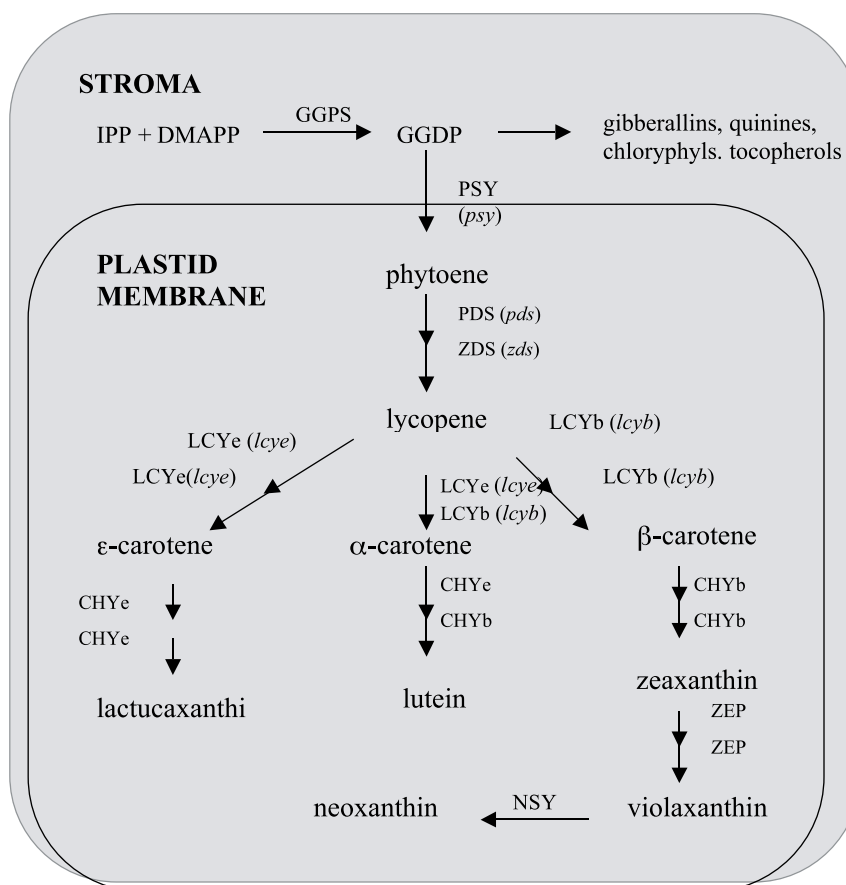 STROMA
GGPS
IPP + DMAPP
GGDP
gibberallins, quinines,
chloryphyls. tocopherols
PSY
(psy)
PLASTID
MEMBRANE
phytoene
PDS (pds)
ZDS (zds)
lycopene
LCYe (lcye)
LCYb (lcyb)
LCYe(lcye)
LCYe (lcye)
LCYb (lcyb)
LCYb (lcyb)
ε-carotene
α-carotene
β-carotene
CHYe
CHYe
CHYb
CHYe
CHYb
CHYb
lactucaxanthi
lutein
zeaxanthin
ZEP
ZEP
neoxanthin
NSY
violaxanthin